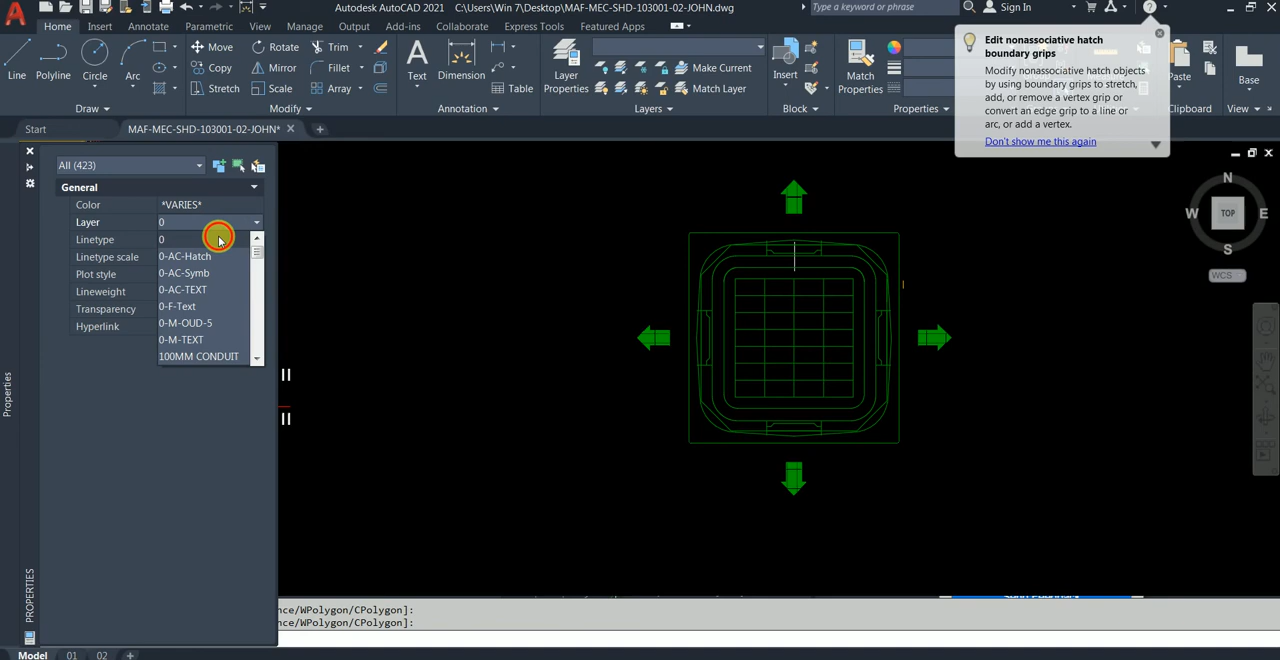 Autodesk AutoCAD 2021 C:\Users\Win 7\Desktop\MAF-MEC-SHD-103001-02-JOHN.dwg
Type a keyword or phrase
Sign In
Home Insert Annotate Parametric View Manage Output Add-ins Collaborate Express Tools Featured Apps
Line Polyline Circle Arc
Move Rotate Trim
Copy Mirror Fillet
Stretch Scale Array
Text Dimension Table
Layer Properties
Make Current
Match Layer
Insert
Match Properties
Paste
Base
Draw Modify Annotation Layers Block Properties Clipboard View
Edit nonassociative hatch
boundary grips
Modify nonassociative hatch objects
by using boundary grips to stretch,
add, or remove a vertex grip or
convert an edge grip to a line or
arc, or add a vertex.
Don't show me this again
Start MAF-MEC-SHD-103001-02-JOHN*
All (423)
General
Color *VARIES*
Layer 0
Linetype 0
0-AC-Hatch
Linetype scale
0-AC-Symb
Plot style
0-AC-TEXT
Lineweight
0-F-Text
Transparency
0-M-OUD-5
Hyperlink
0-M-TEXT
100MM CONDUIT
Properties
PROPERTIES
N
W TOP E
S
WCS
nce/WPolygon/CPolygon]:
nce/WPolygon/CPolygon]:
Model 01 02